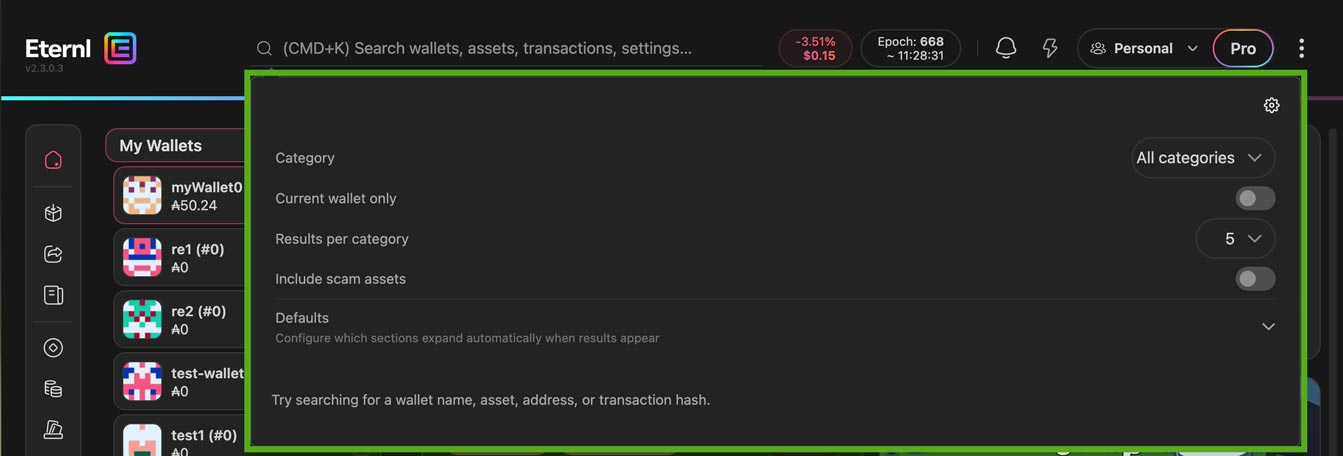 Eternl
v2.3.0.3
(CMD+K) Search wallets, assets, transactions, settings...
-3.51%
$0.15
Epoch: 668
~ 11:28:31
Personal
Pro
My Wallets
myWallet0
₳50.24
re1 (#0)
₳0
re2 (#0)
₳0
test-wallet
₳0
test1 (#0)
₳0
Category
All categories
Current wallet only
Results per category
5
Include scam assets
Defaults
Configure which sections expand automatically when results appear
Try searching for a wallet name, asset, address, or transaction hash.